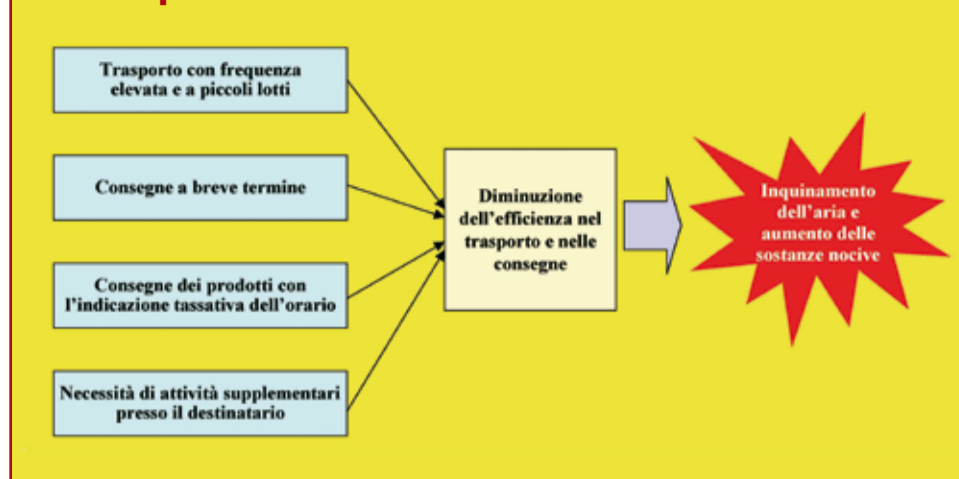 Trasporto con frequenza
elevata e a piccoli lotti
Consegne a breve termine
Consegne dei prodotti con
l'indicazione tassativa dell'orario
Necessità di attività supplementari
presso il destinatario
Diminuzione
dell'efficienza nel
trasporto e nelle
consegne
Inquinamento
dell'aria e
aumento delle
sostanze nocive